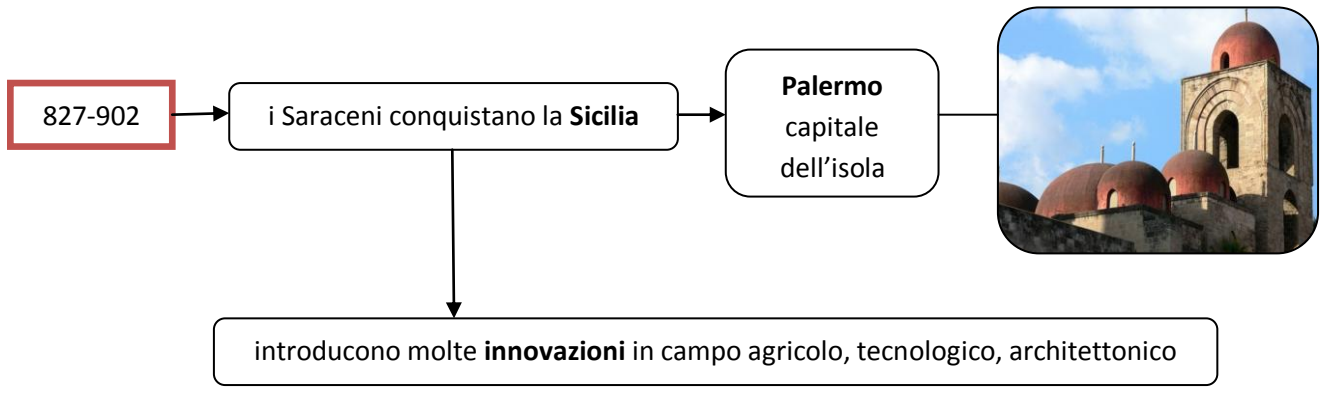 827-902
i Saraceni conquistano la Sicilia
Palermo
capitale
dell’isola
introducono molte innovazioni in campo agricolo, tecnologico, architettonico